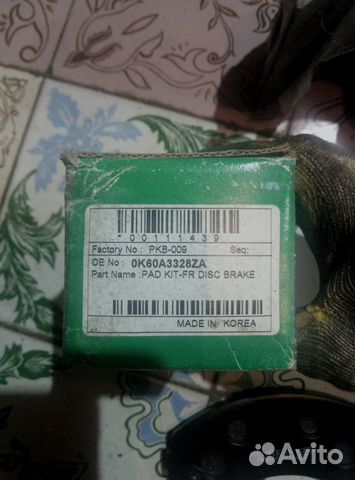 00111439
Factory No.: PKB-009 Seq:
OE No : 0K60A3328ZA
Part Name : PAD KIT-FR DISC BRAKE
MADE IN KOREA
Avito